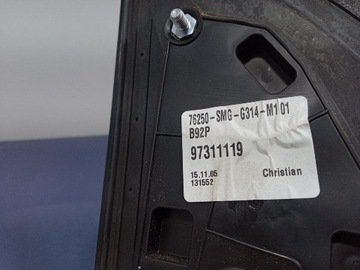 76250-SMG-G314-M1 01
B92P
97311119
15.11.05
131552
Christian